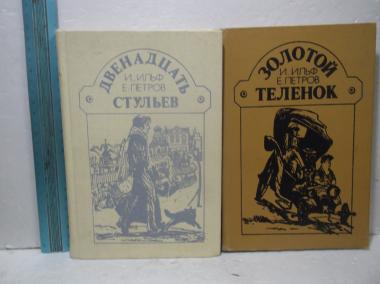 ДВЕНАДЦАТЬ
И. ИЛЬФ
Е. ПЕТРОВ
СТУЛЬЕВ
ЗОЛОТОЙ
И. ИЛЬФ
Е. ПЕТРОВ
ТЕЛЕНОК